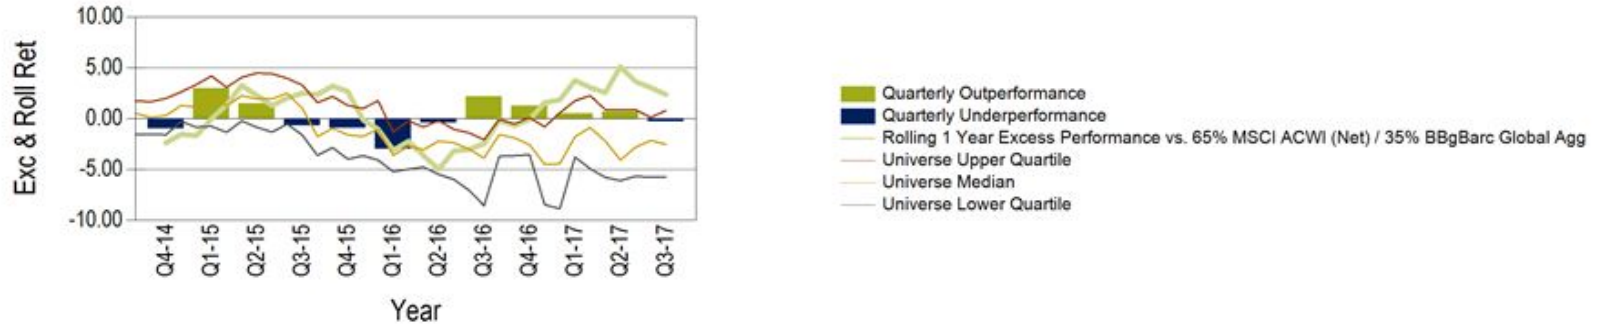 Exc & Roll Ret
10.00
5.00
0.00
-5.00
-10.00
Q4-14
Q1-15
Q2-15
Q3-15
Q4-15
Q1-16
Q2-16
Q3-16
Q4-16
Q1-17
Q2-17
Q3-17
Year
Quarterly Outperformance
Quarterly Underperformance
Rolling 1 Year Excess Performance vs. 65% MSCI ACWI (Net) / 35% BBgBarc Global Agg
Universe Upper Quartile
Universe Median
Universe Lower Quartile